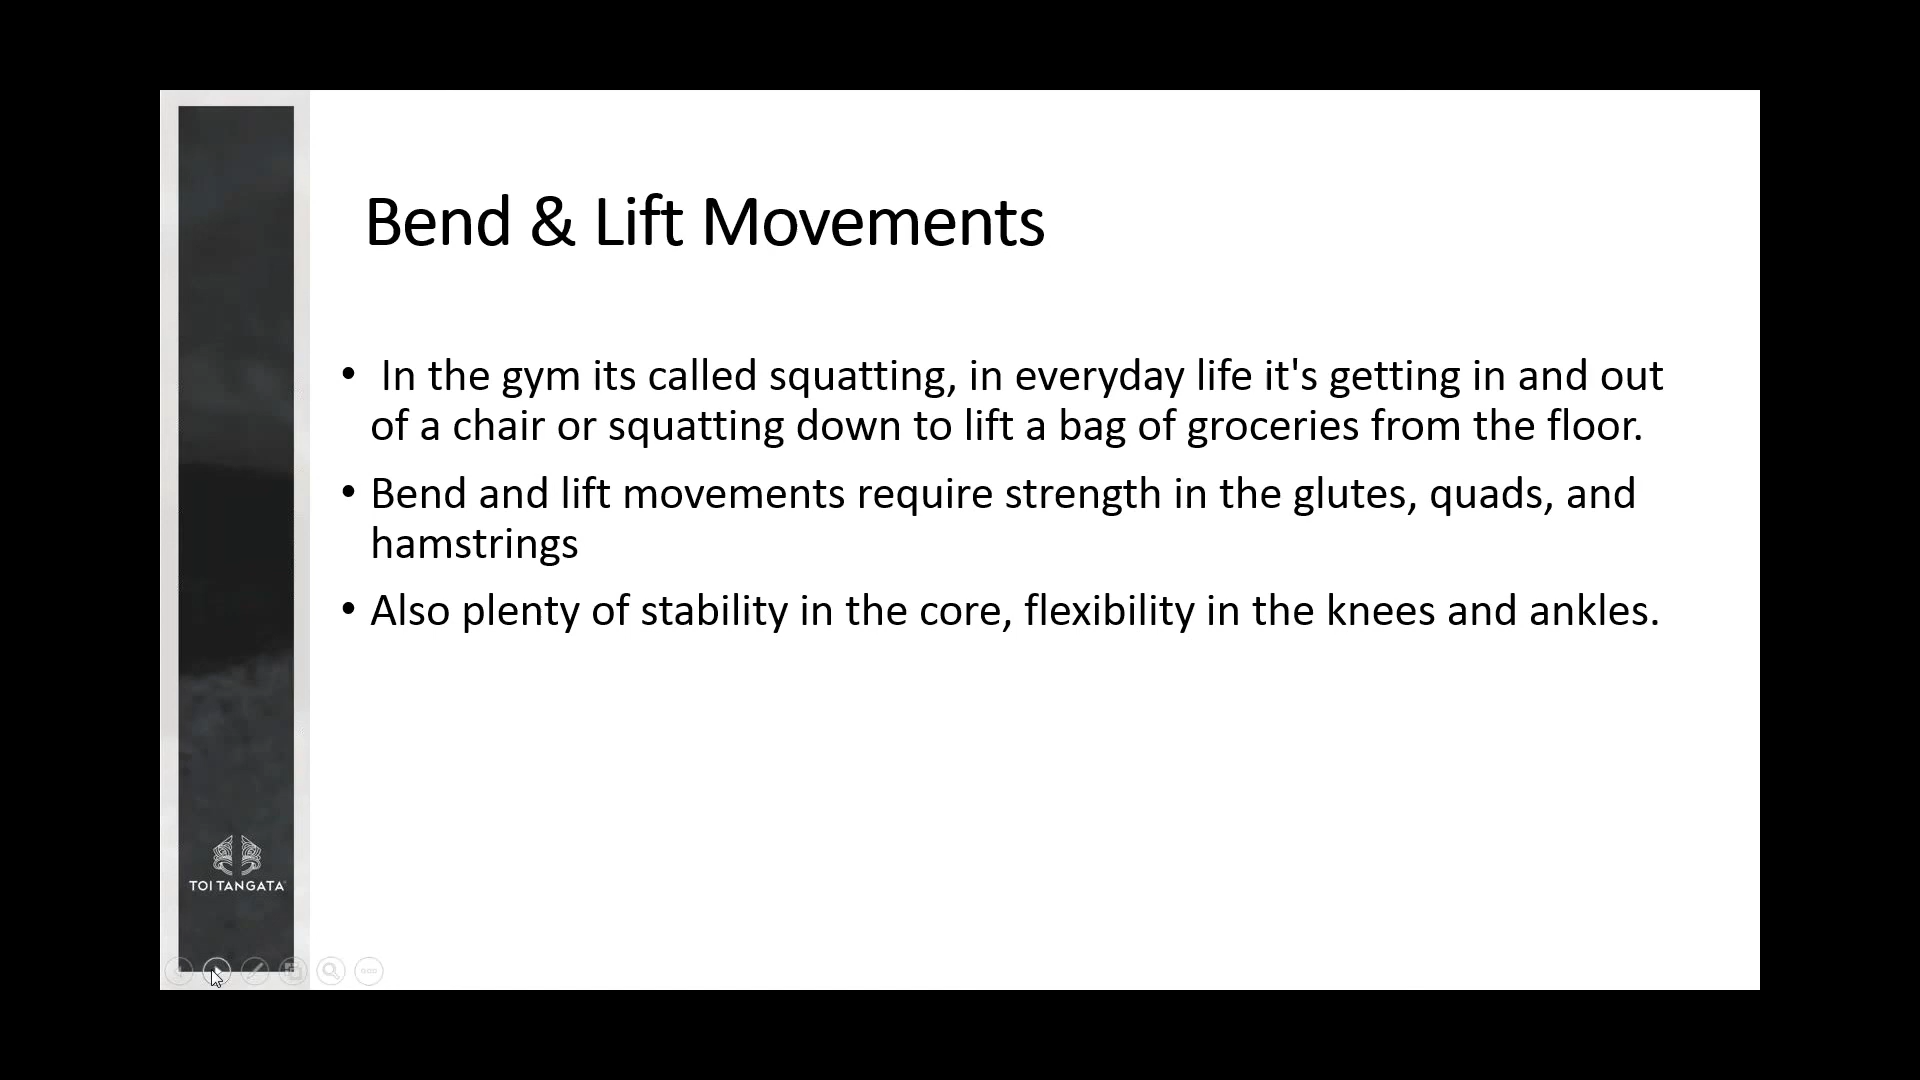 Bend & Lift Movements
• In the gym its called squatting, in everyday life it's getting in and out
of a chair or squatting down to lift a bag of groceries from the floor.
• Bend and lift movements require strength in the glutes, quads, and
hamstrings
• Also plenty of stability in the core, flexibility in the knees and ankles.
TOI TANGATA